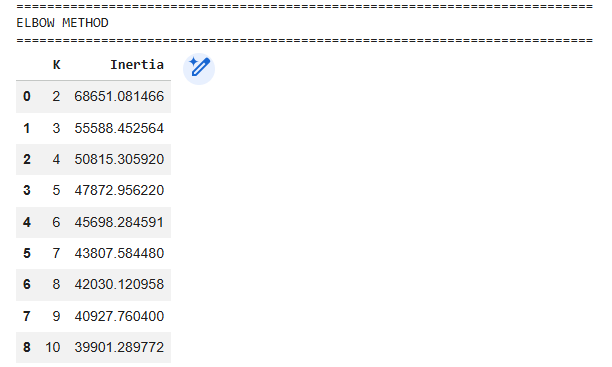 ================================================================================
ELBOW METHOD
================================================================================
K Inertia
0 2 68651.081466
1 3 55588.452564
2 4 50815.305920
3 5 47872.956220
4 6 45698.284591
5 7 43807.584480
6 8 42030.120958
7 9 40927.760400
8 10 39901.289772